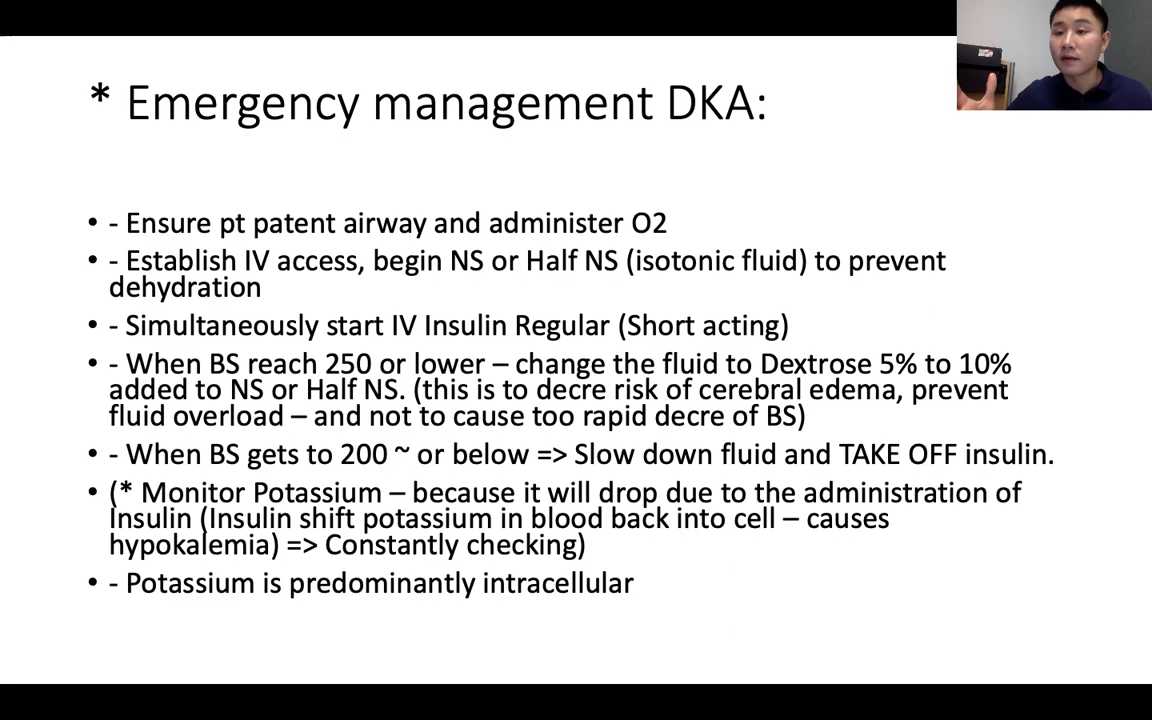 * Emergency management DKA:
• - Ensure pt patent airway and administer O2
• - Establish IV access, begin NS or Half NS (isotonic fluid) to prevent
dehydration
• - Simultaneously start IV Insulin Regular (Short acting)
• - When BS reach 250 or lower – change the fluid to Dextrose 5% to 10%
added to NS or Half NS. (this is to decre risk of cerebral edema, prevent
fluid overload – and not to cause too rapid decre of BS)
• - When BS gets to 200 ~ or below => Slow down fluid and TAKE OFF insulin.
• (* Monitor Potassium – because it will drop due to the administration of
Insulin (Insulin shift potassium in blood back into cell – causes
hypokalemia) => Constantly checking)
• - Potassium is predominantly intracellular